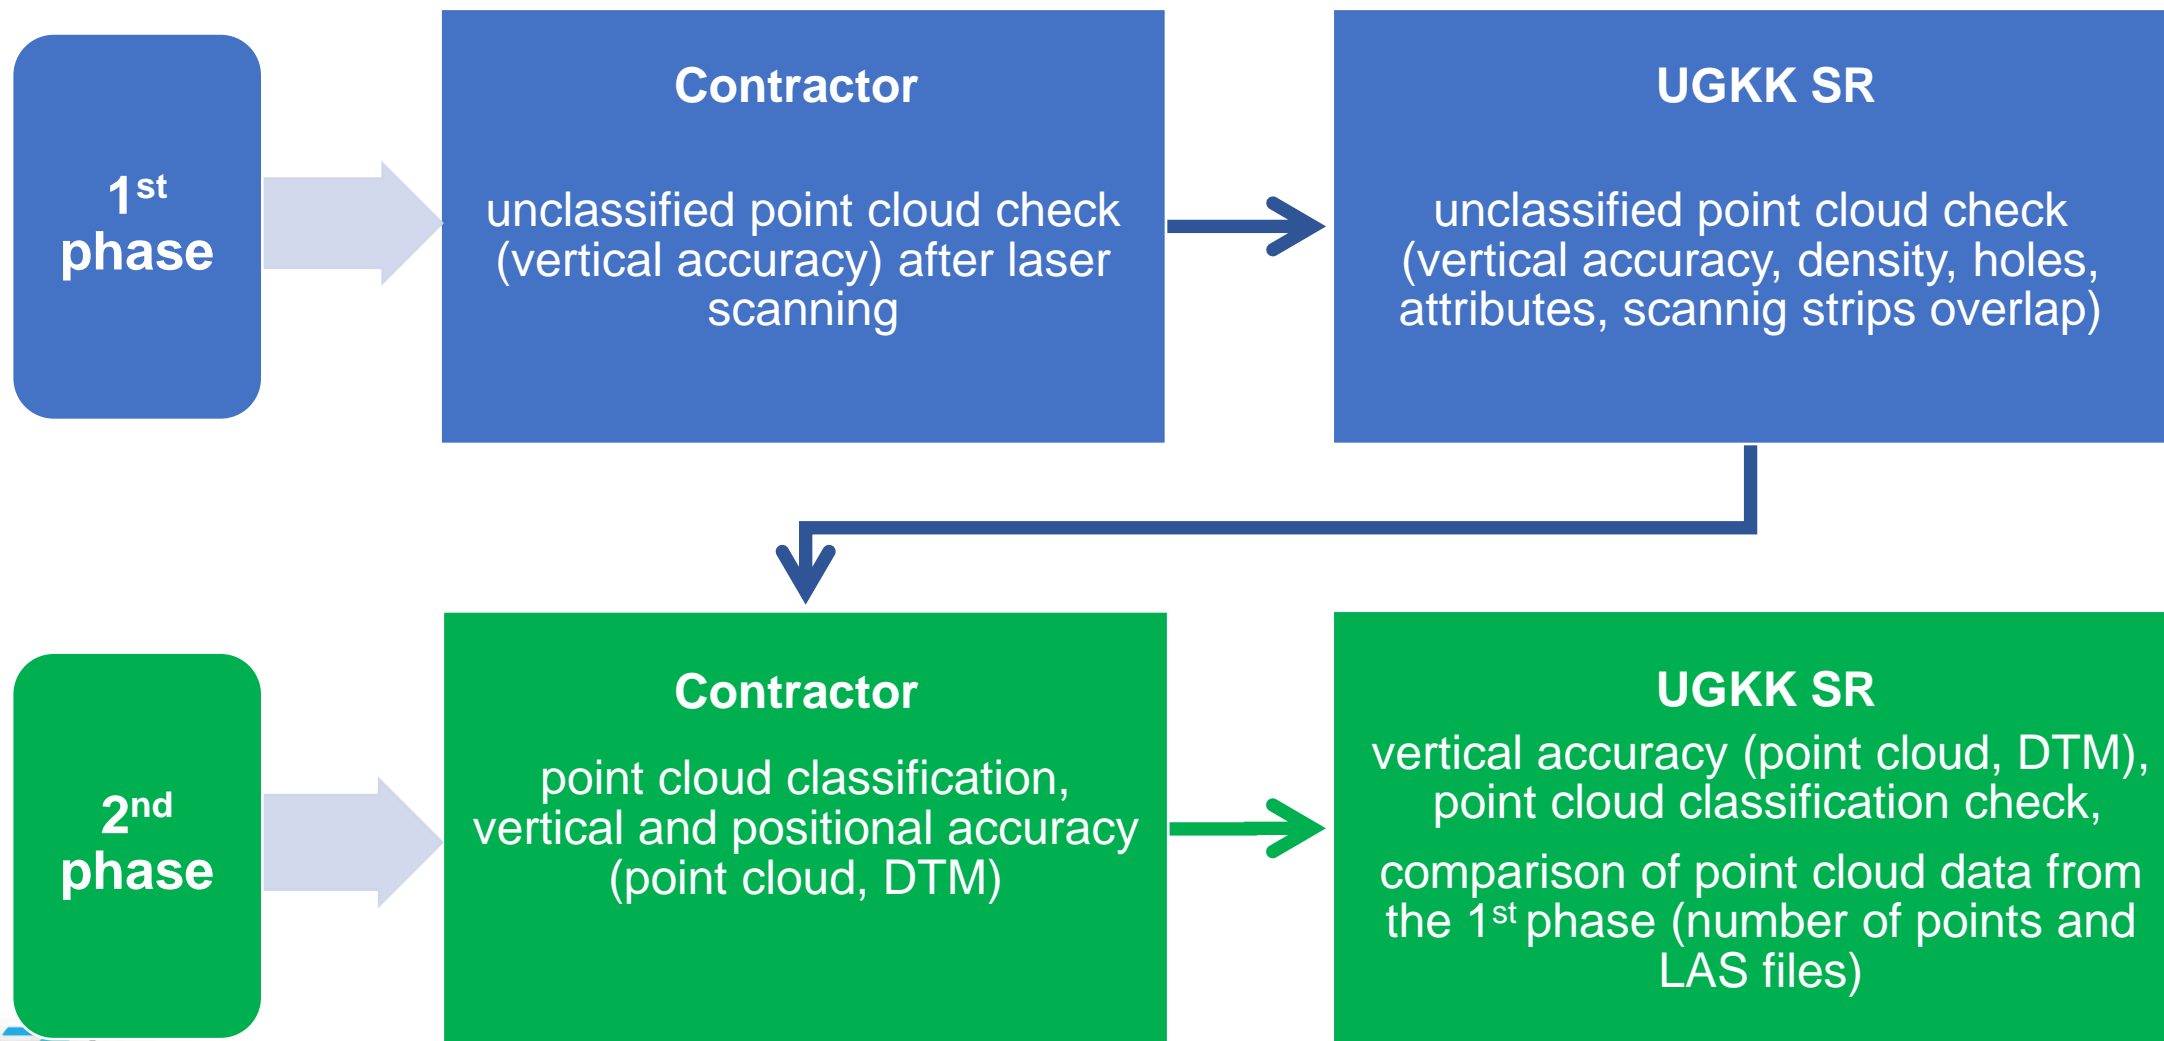 1st
phase
Contractor
unclassified point cloud check
(vertical accuracy) after laser
scanning
UGKK SR
unclassified point cloud check
(vertical accuracy, density, holes,
attributes, scannig strips overlap)
2nd
phase
Contractor
point cloud classification,
vertical and positional accuracy
(point cloud, DTM)
UGKK SR
vertical accuracy (point cloud, DTM),
point cloud classification check,
comparison of point cloud data from
the 1st phase (number of points and
LAS files)